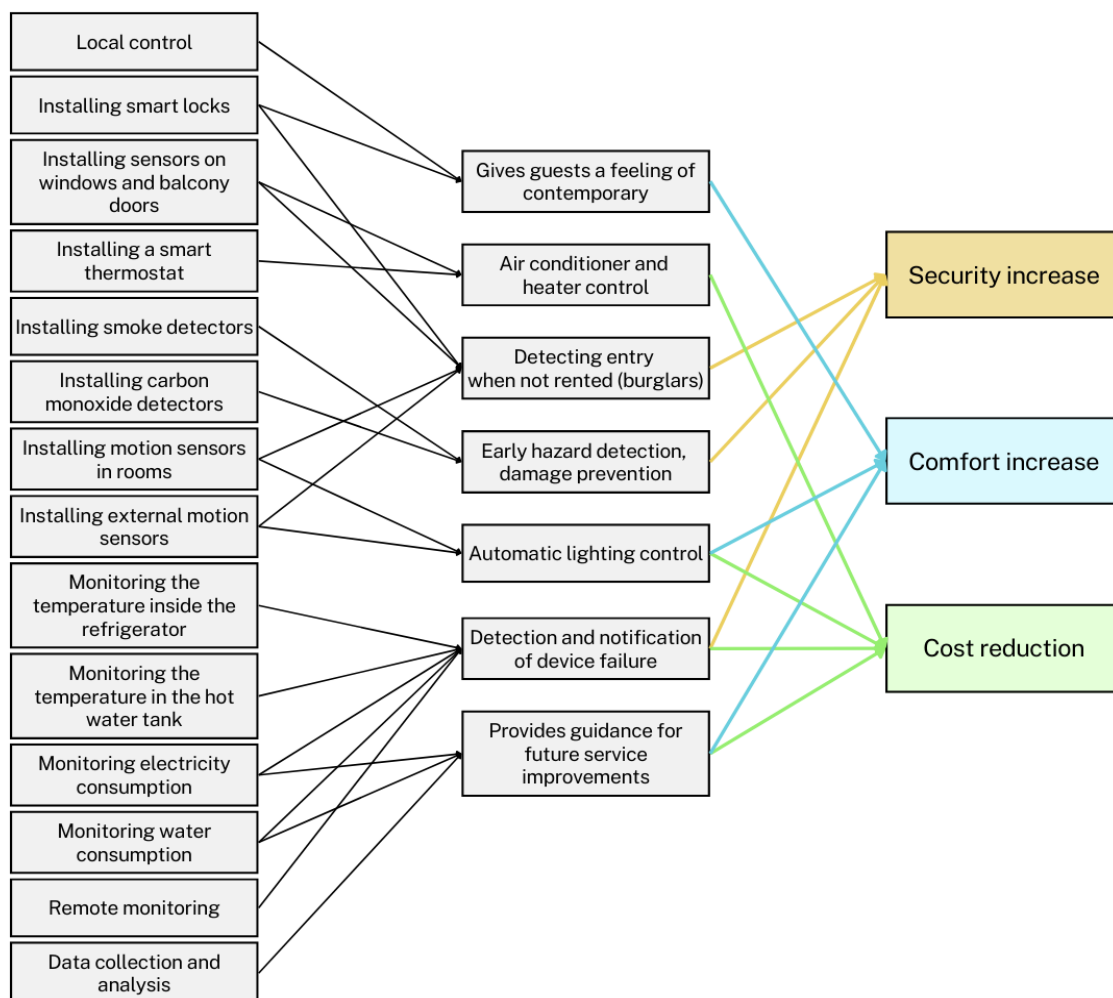 Local control
Installing smart locks
Installing sensors on
windows and balcony
doors
Installing a smart
thermostat
Installing smoke detectors
Installing carbon
monoxide detectors
Installing motion sensors
in rooms
Installing external motion
sensors
Monitoring the
temperature inside the
refrigerator
Monitoring the
temperature in the hot
water tank
Monitoring electricity
consumption
Monitoring water
consumption
Remote monitoring
Data collection and
analysis
Gives guests a feeling of
contemporary
Air conditioner and
heater control
Detecting entry
when not rented (burglars)
Early hazard detection,
damage prevention
Automatic lighting control
Detection and notification
of device failure
Provides guidance for
future service
improvements
Security increase
Comfort increase
Cost reduction